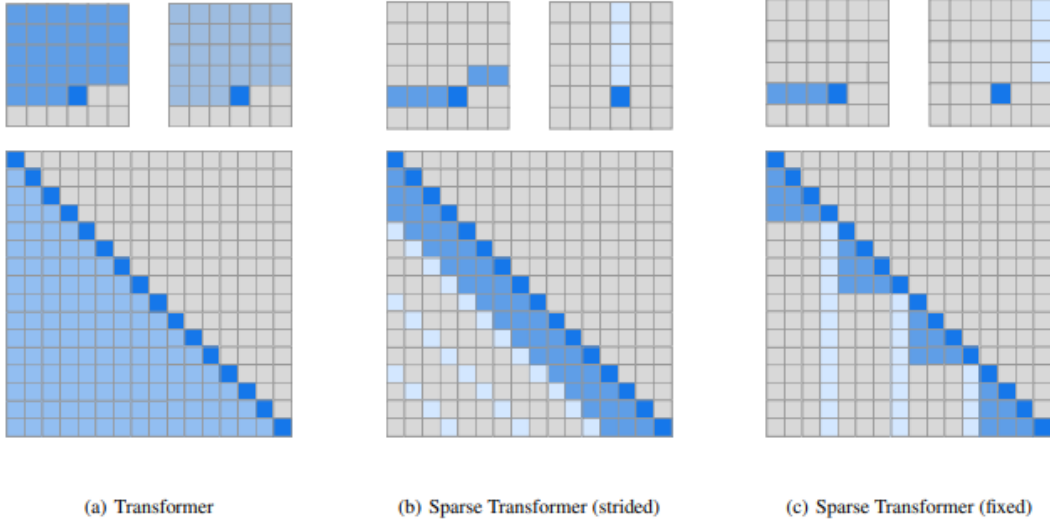 (a) Transformer
(b) Sparse Transformer (strided)
(c) Sparse Transformer (fixed)